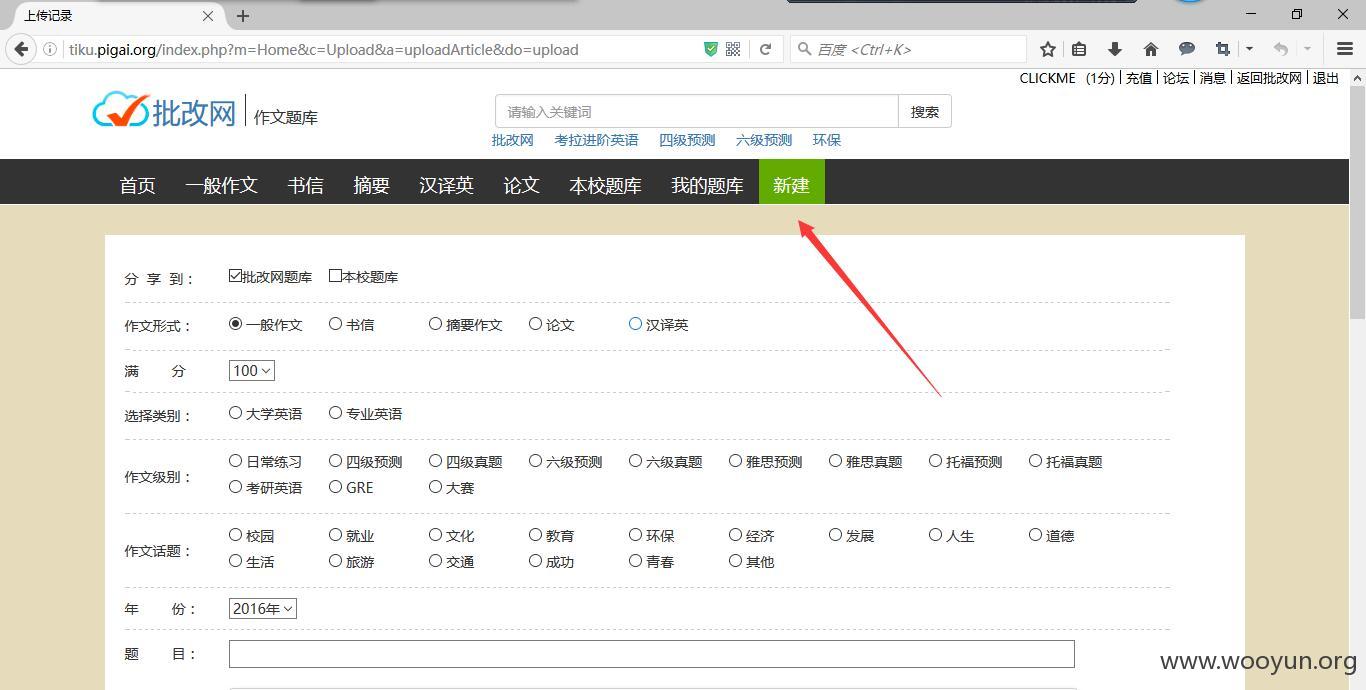 上传记录
tiku.pigai.org/index.php?m=Home&c=Upload&a=uploadArticle&do=upload
百度 <Ctrl+K>
CLICKME (1分) | 充值 | 论坛 | 消息 | 返回批改网 | 退出
批改网 | 作文题库
请输入关键词 搜索
批改网 考拉进阶英语 四级预测 六级预测 环保
首页 一般作文 书信 摘要 汉译英 论文 本校题库 我的题库 新建
分 享 到： 批改网题库 本校题库
作文形式： 一般作文 书信 摘要作文 论文 汉译英
满 分 100
选择类别： 大学英语 专业英语
作文级别： 日常练习 四级预测 四级真题 六级预测 六级真题 雅思预测 雅思真题 托福预测 托福真题
考研英语 GRE 大赛
作文话题： 校园 就业 文化 教育 环保 经济 发展 人生 道德
生活 旅游 交通 成功 青春 其他
年 份： 2016年
题 目：
www.wooyun.org